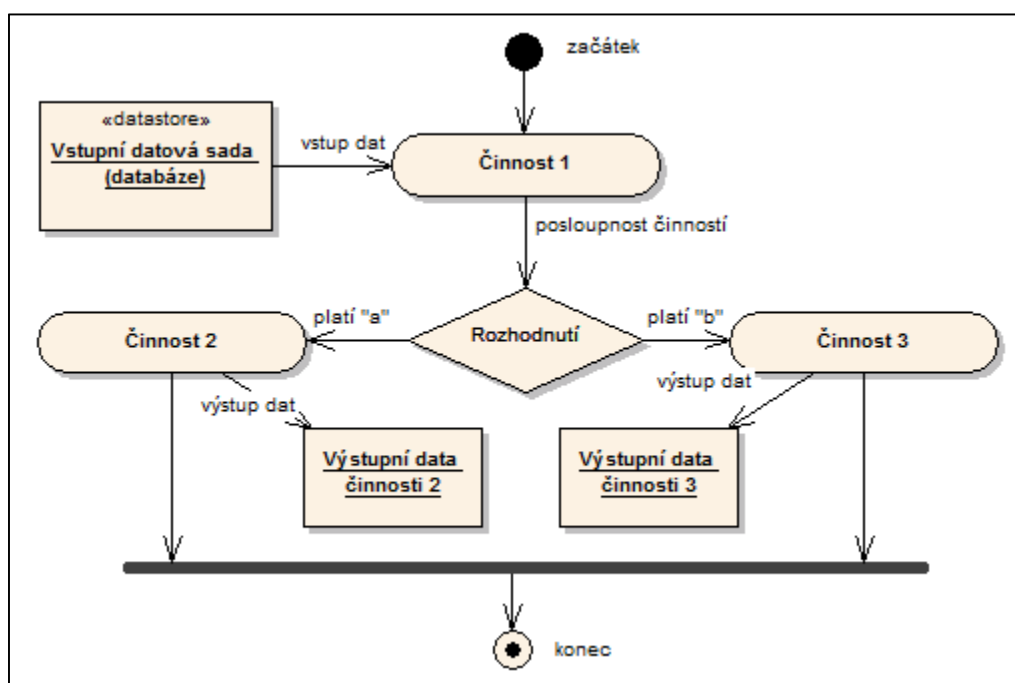 začátek
«datastore»
Vstupní datová sada
(databáze)
vstup dat
Činnost 1
posloupnost činností
platí "a"
Rozhodnutí
platí "b"
Činnost 2
Činnost 3
výstup dat
výstup dat
Výstupní data
činnosti 2
Výstupní data
činnosti 3
konec